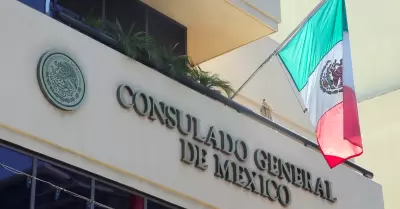 CONSULADO GENERAL
DE MEXICO